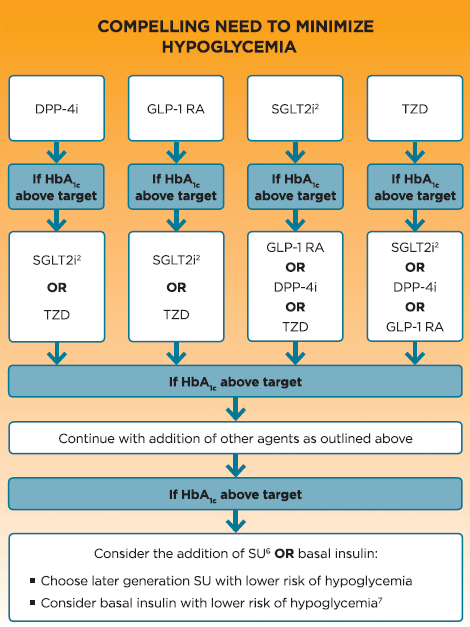 COMPELLING NEED TO MINIMIZE
HYPOGLYCEMIA
DPP-4i
GLP-1 RA
SGLT2i²
TZD
If HbA₁c
above target
If HbA₁c
above target
If HbA₁c
above target
If HbA₁c
above target
SGLT2i²
OR
TZD
SGLT2i²
OR
TZD
GLP-1 RA
OR
DPP-4i
OR
TZD
SGLT2i²
OR
DPP-4i
OR
GLP-1 RA
If HbA₁c above target
Continue with addition of other agents as outlined above
If HbA₁c above target
Consider the addition of SU⁶ OR basal insulin:
▪ Choose later generation SU with lower risk of hypoglycemia
▪ Consider basal insulin with lower risk of hypoglycemia⁷